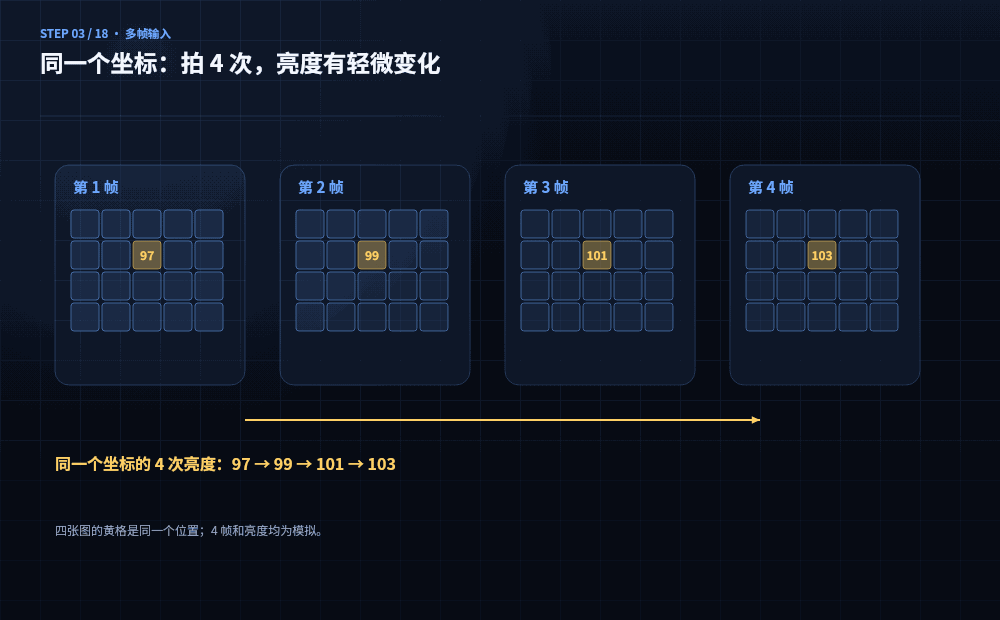 STEP 03 / 18 · 多帧输入
同一个坐标：拍 4 次，亮度有轻微变化
第 1 帧
97
第 2 帧
99
第 3 帧
101
第 4 帧
103
同一个坐标的 4 次亮度：97 → 99 → 101 → 103
四张图的黄格是同一个位置；4 帧和亮度均为模拟。